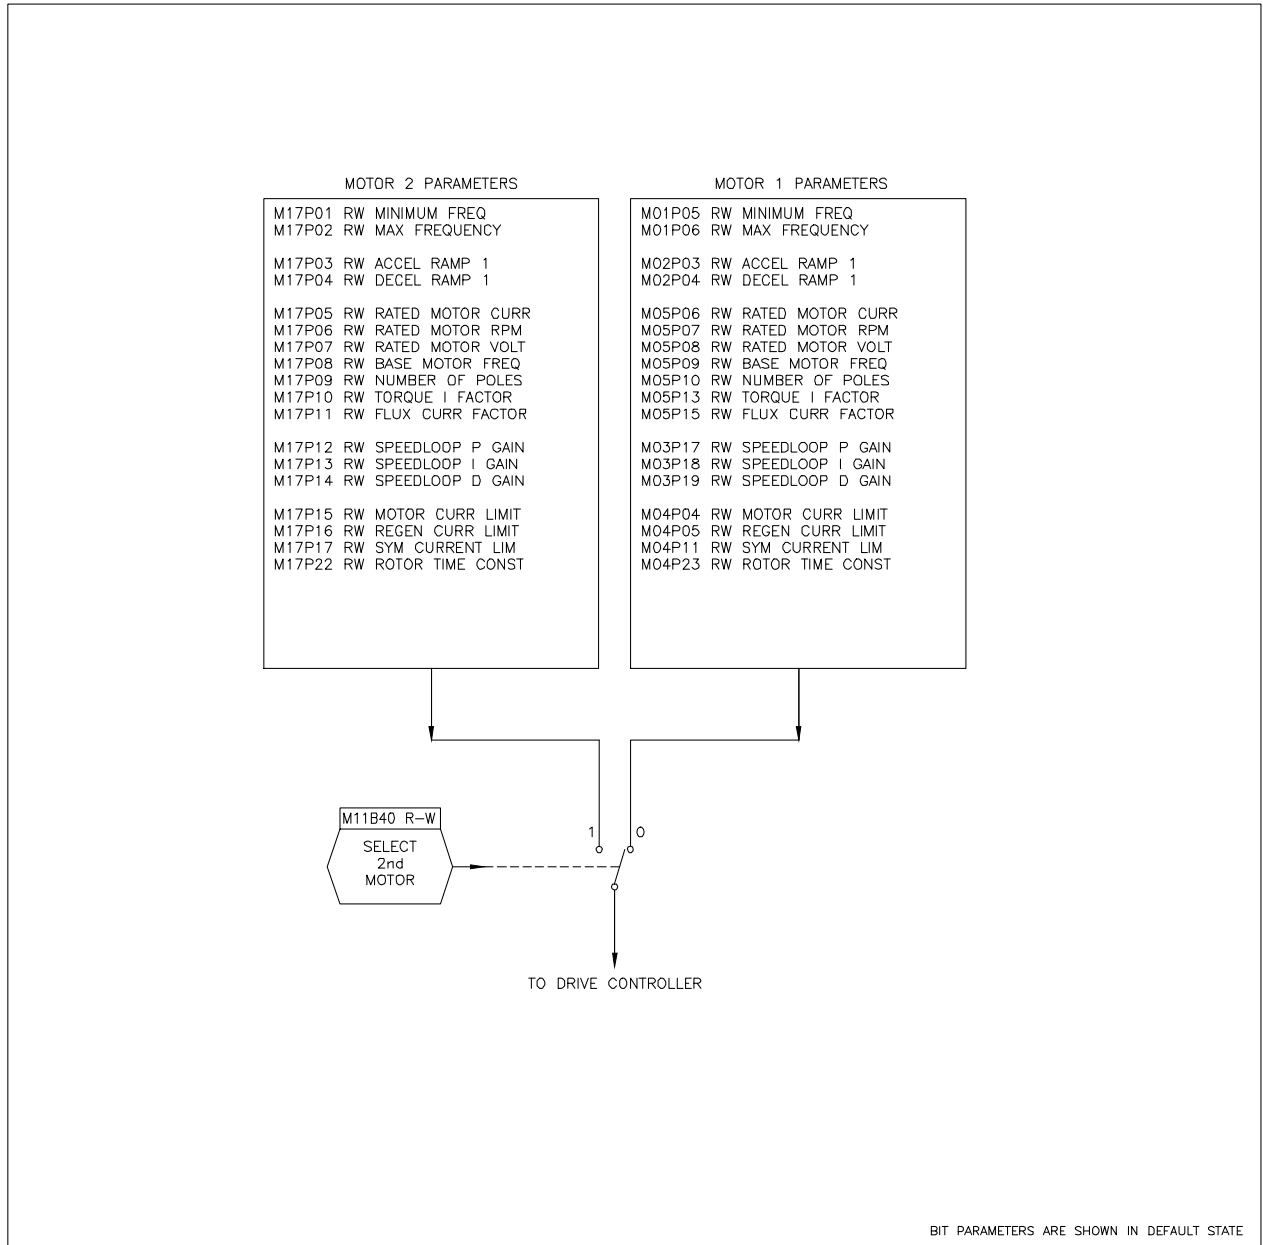 MOTOR 2 PARAMETERS
M17P01 RW MINIMUM FREQ
M17P02 RW MAX FREQUENCY
M17P03 RW ACCEL RAMP 1
M17P04 RW DECEL RAMP 1
M17P05 RW RATED MOTOR CURR
M17P06 RW RATED MOTOR RPM
M17P07 RW RATED MOTOR VOLT
M17P08 RW BASE MOTOR FREQ
M17P09 RW NUMBER OF POLES
M17P10 RW TORQUE I FACTOR
M17P11 RW FLUX CURR FACTOR
M17P12 RW SPEEDLOOP P GAIN
M17P13 RW SPEEDLOOP I GAIN
M17P14 RW SPEEDLOOP D GAIN
M17P15 RW MOTOR CURR LIMIT
M17P16 RW REGEN CURR LIMIT
M17P17 RW SYM CURRENT LIM
M17P22 RW ROTOR TIME CONST
MOTOR 1 PARAMETERS
M01P05 RW MINIMUM FREQ
M01P06 RW MAX FREQUENCY
M02P03 RW ACCEL RAMP 1
M02P04 RW DECEL RAMP 1
M05P06 RW RATED MOTOR CURR
M05P07 RW RATED MOTOR RPM
M05P08 RW RATED MOTOR VOLT
M05P09 RW BASE MOTOR FREQ
M05P10 RW NUMBER OF POLES
M05P13 RW TORQUE I FACTOR
M05P15 RW FLUX CURR FACTOR
M03P17 RW SPEEDLOOP P GAIN
M03P18 RW SPEEDLOOP I GAIN
M03P19 RW SPEEDLOOP D GAIN
M04P04 RW MOTOR CURR LIMIT
M04P05 RW REGEN CURR LIMIT
M04P11 RW SYM CURRENT LIM
M04P23 RW ROTOR TIME CONST
M11B40 R-W
SELECT
2nd
MOTOR
1
0
TO DRIVE CONTROLLER
BIT PARAMETERS ARE SHOWN IN DEFAULT STATE